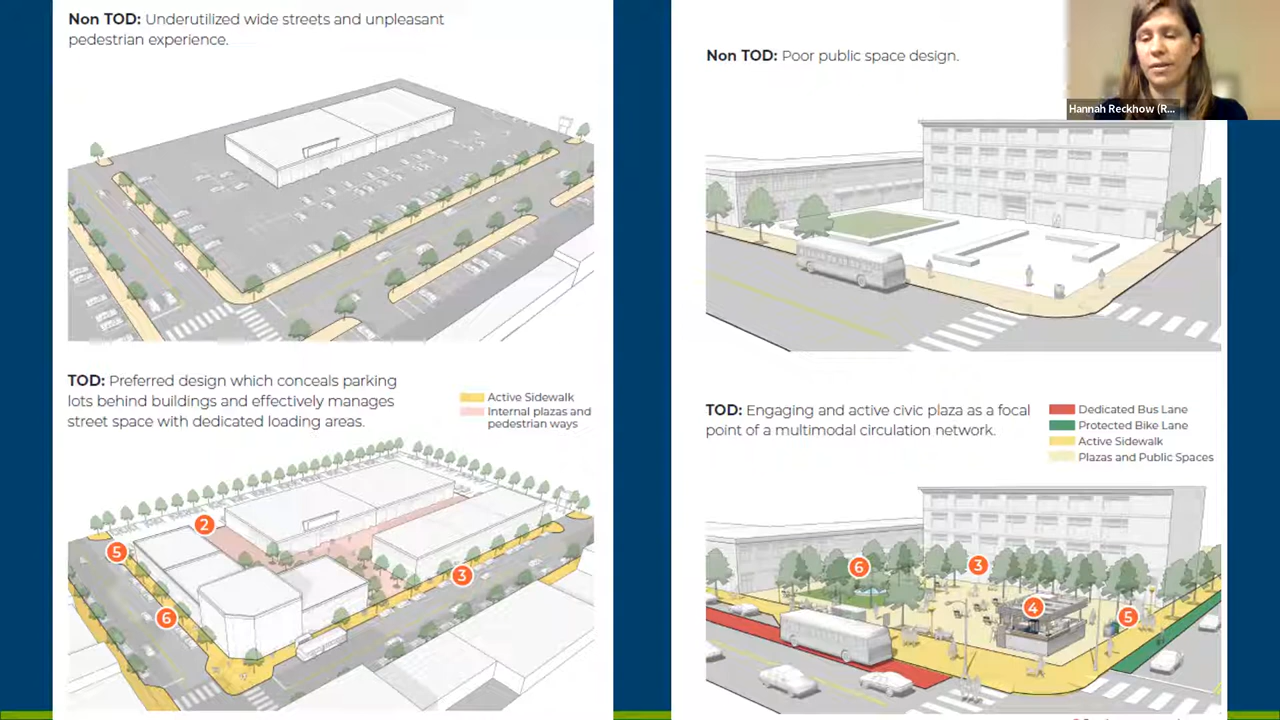 Non TOD: Underutilized wide streets and unpleasant
pedestrian experience.
TOD: Preferred design which conceals parking
lots behind buildings and effectively manages
street space with dedicated loading areas.
Active Sidewalk
Internal plazas and
pedestrian ways
2
5
3
6
Non TOD: Poor public space design.
Hannah Reckhow (R...
TOD: Engaging and active civic plaza as a focal
point of a multimodal circulation network.
Dedicated Bus Lane
Protected Bike Lane
Active Sidewalk
Plazas and Public Spaces
6
3
4
5